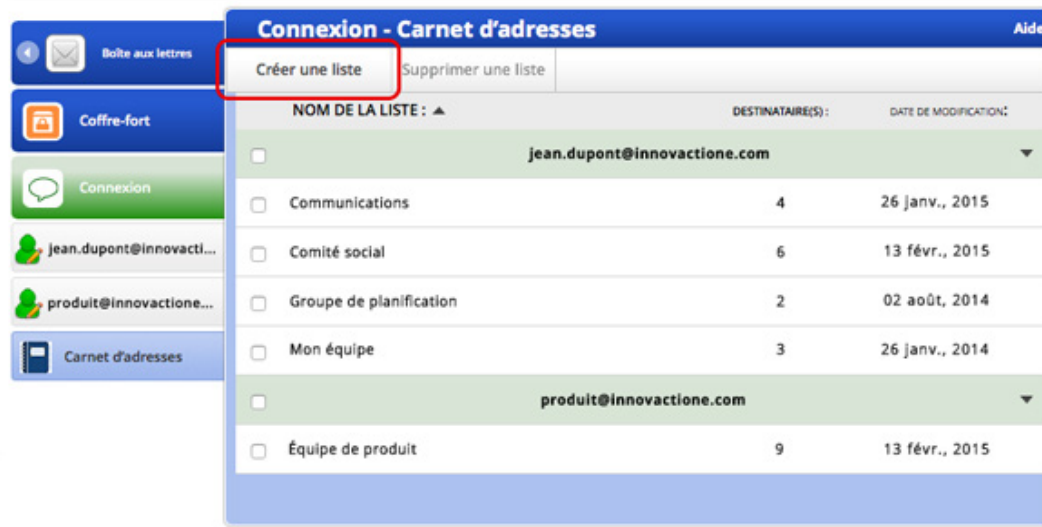 Boîte aux lettres
Coffre-fort
Connexion
jean.dupont@innovacti...
produit@innovactione...
Carnet d'adresses
Connexion - Carnet d'adresses
Aide
Créer une liste
Supprimer une liste
NOM DE LA LISTE : ▲ DESTINATAIRE(S) : DATE DE MODIFICATION:
jean.dupont@innovactione.com
Communications 4 26 janv., 2015
Comité social 6 13 févr., 2015
Groupe de planification 2 02 août, 2014
Mon équipe 3 26 janv., 2014
produit@innovactione.com
Équipe de produit 9 13 févr., 2015